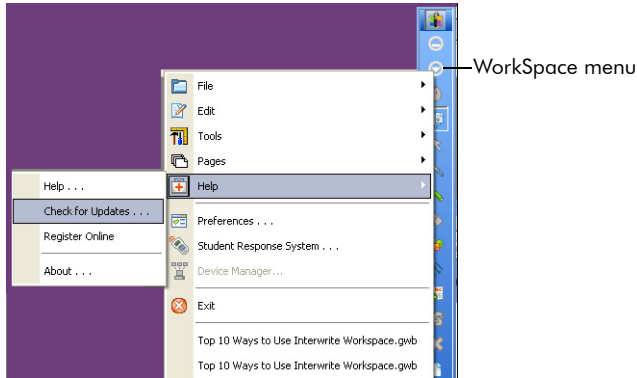 WorkSpace menu
File
Edit
Tools
Pages
Help
Help . . .
Check for Updates . . .
Register Online
About . . .
Preferences . . .
Student Response System . . .
Device Manager...
Exit
Top 10 Ways to Use Interwrite Workspace.gwb
Top 10 Ways to Use Interwrite Workspace.gwb